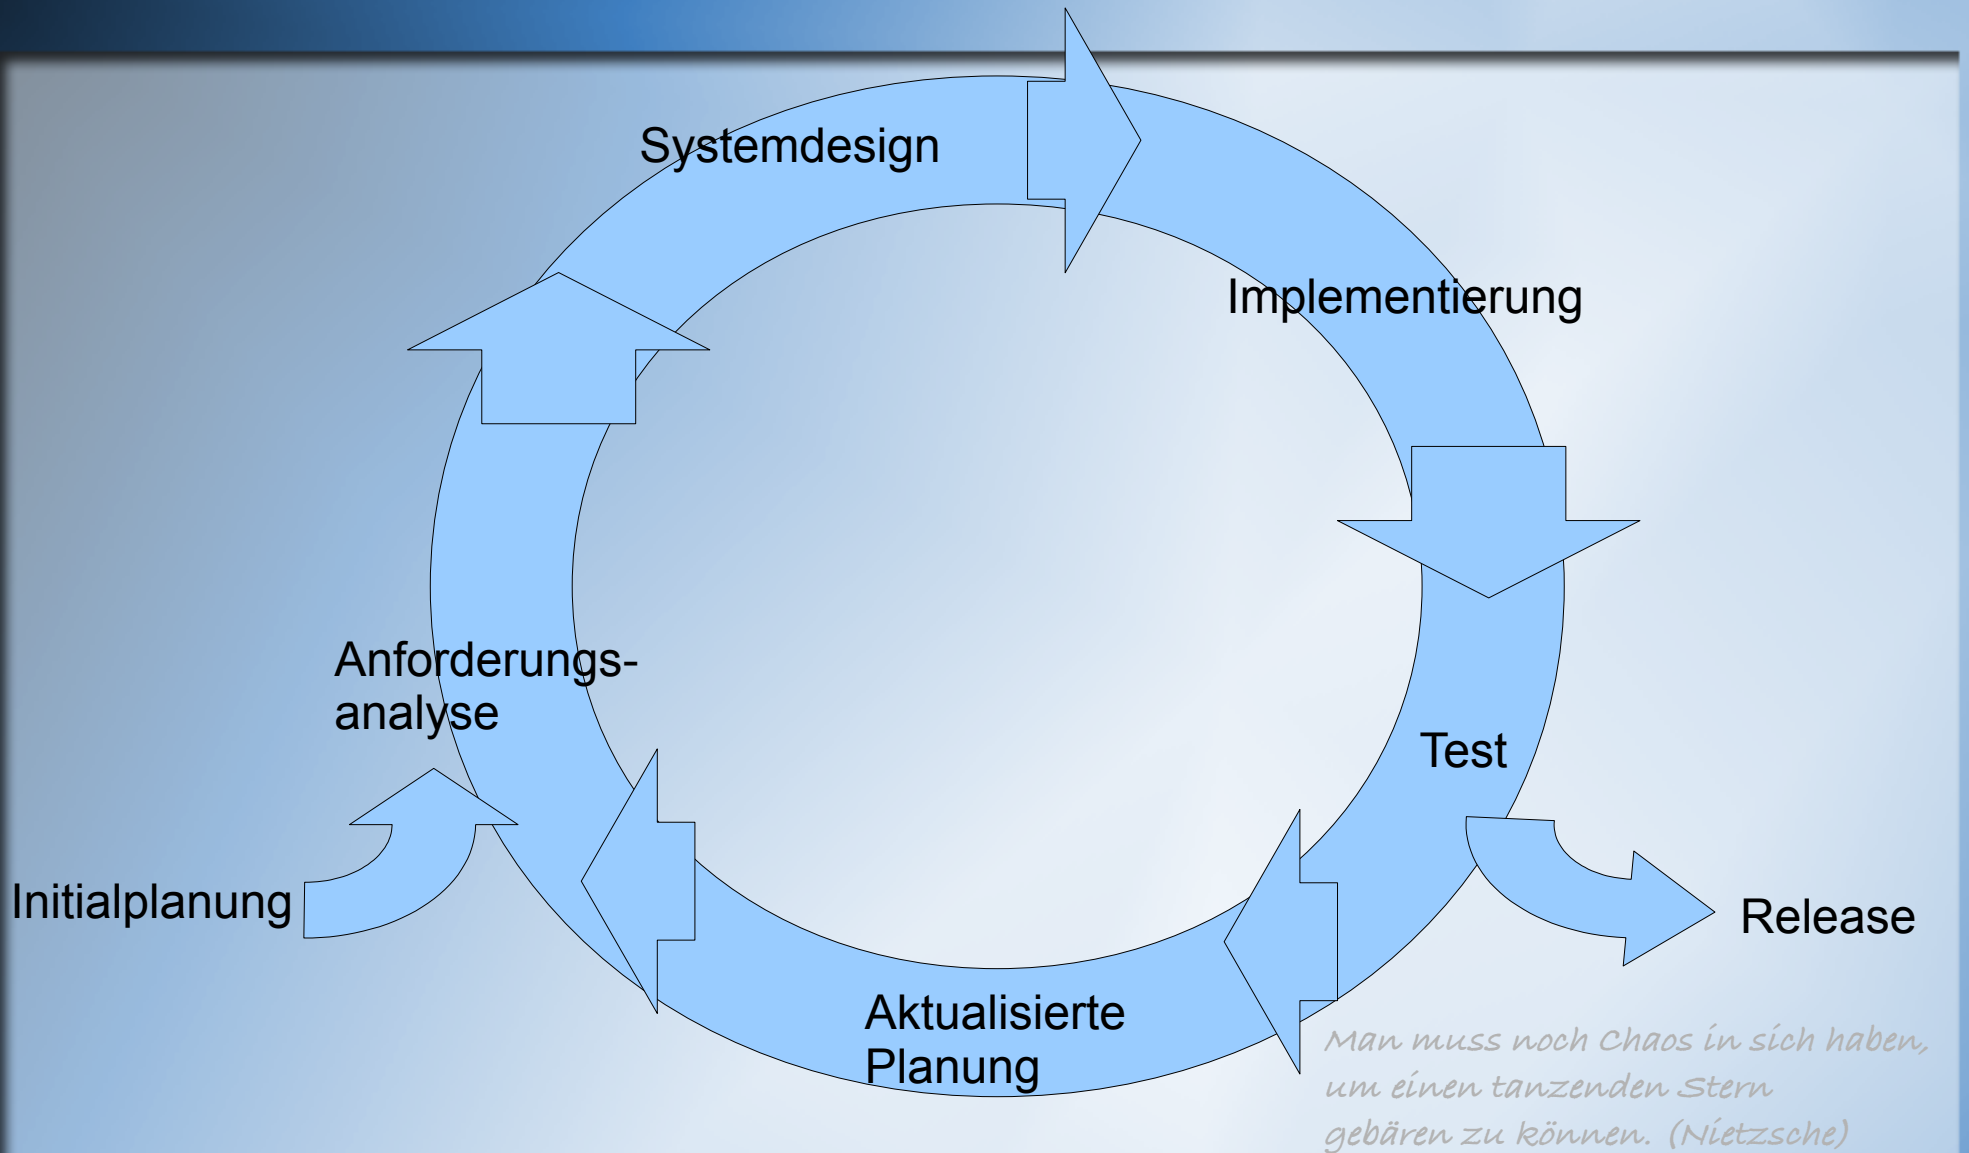 Systemdesign
Implementierung
Anforderungs-
analyse
Test
Initialplanung
Release
Aktualisierte
Planung
Man muss noch Chaos in sich haben,
um einen tanzenden Stern
gebären zu können. (Nietzsche)